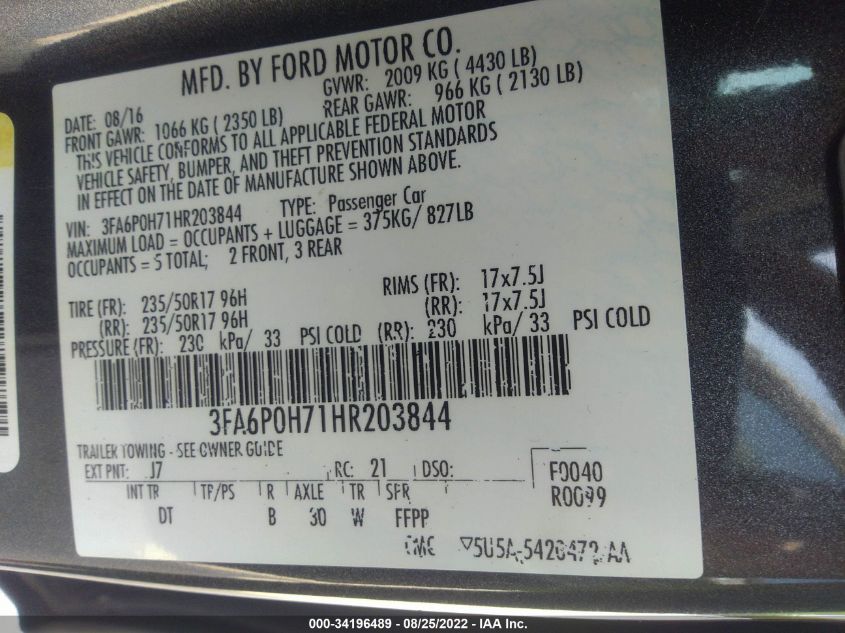 MFD. BY FORD MOTOR CO.
DATE: 08/16 GVWR: 2009 KG ( 4430 LB)
FRONT GAWR: 1066 KG ( 2350 LB) REAR GAWR: 966 KG ( 2130 LB)
THIS VEHICLE CONFORMS TO ALL APPLICABLE FEDERAL MOTOR
VEHICLE SAFETY, BUMPER, AND THEFT PREVENTION STANDARDS
IN EFFECT ON THE DATE OF MANUFACTURE SHOWN ABOVE.
VIN: 3FA6P0H71HR203844 TYPE: Passenger Car
MAXIMUM LOAD = OCCUPANTS + LUGGAGE = 375KG/ 827LB
OCCUPANTS = 5 TOTAL; 2 FRONT, 3 REAR
TIRE (FR): 235/50R17 96H RIMS (FR): 17x7.5J
(RR): 235/50R17 96H (RR): 17x7.5J
PRESSURE (FR): 230 kPa/ 33 PSI COLD (RR): 230 kPa/ 33 PSI COLD
3FA6P0H71HR203844
TRAILER TOWING - SEE OWNER GUIDE
EXT PNT: J7 RC: 21 DSO: F0040
INT TR TP/PS R AXLE TR SPR R0099
DT B 30 W FFPP
5U5A-5420472-AA
000-34196489 - 08/25/2022 - IAA Inc.